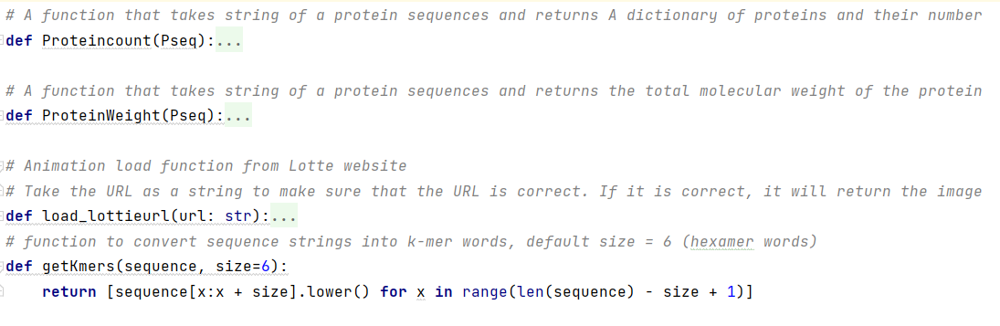 # A function that takes string of a protein sequences and returns A dictionary of proteins and their number
def Proteincount(Pseq):...
# A function that takes string of a protein sequences and returns the total molecular weight of the protein
def ProteinWeight(Pseq):...
# Animation load function from Lotte website
# Take the URL as a string to make sure that the URL is correct. If it is correct, it will return the image
def load_lottieurl(url: str):...
# function to convert sequence strings into k-mer words, default size = 6 (hexamer words)
def getKmers(sequence, size=6):
    return [sequence[x:x + size].lower() for x in range(len(sequence) - size + 1)]